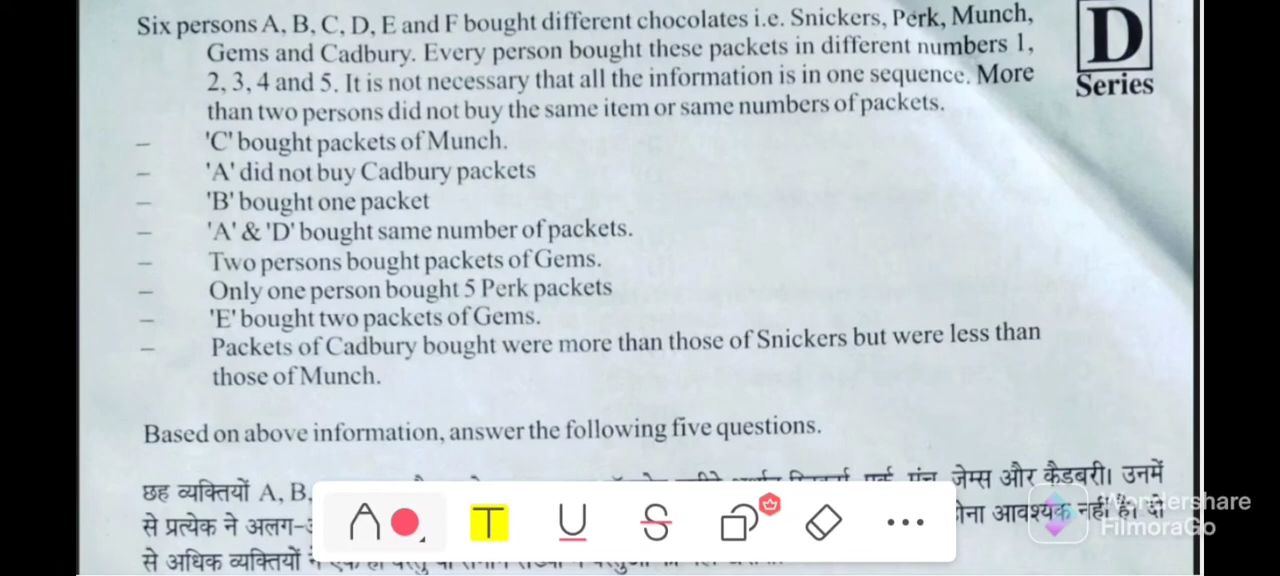 Six persons A, B, C, D, E and F bought different chocolates i.e. Snickers, Perk, Munch,
Gems and Cadbury. Every person bought these packets in different numbers 1,
2, 3, 4 and 5. It is not necessary that all the information is in one sequence. More
than two persons did not buy the same item or same numbers of packets.
D
Series
– 'C' bought packets of Munch.
– 'A' did not buy Cadbury packets
– 'B' bought one packet
– 'A' & 'D' bought same number of packets.
– Two persons bought packets of Gems.
– Only one person bought 5 Perk packets
– 'E' bought two packets of Gems.
– Packets of Cadbury bought were more than those of Snickers but were less than
those of Munch.
Based on above information, answer the following five questions.
छह व्यक्तियों A, B, जेम्स और कैडबरी। उनमें
से प्रत्येक ने होना आवश्यक नहीं है। दो
से अधिक व्यक्तियों
A T U S
Wondershare
FilmoraGo